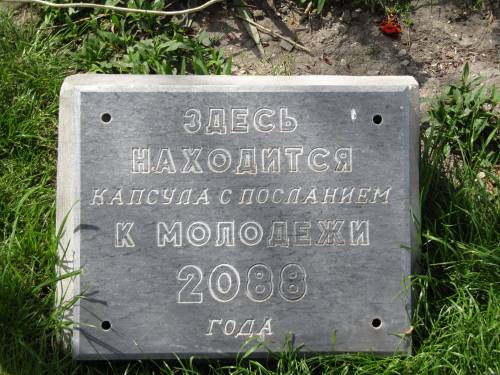 ЗДЕСЬ
НАХОДИТСЯ
КАПСУЛА С ПОСЛАНИЕМ
К МОЛОДЕЖИ
2088
ГОДА